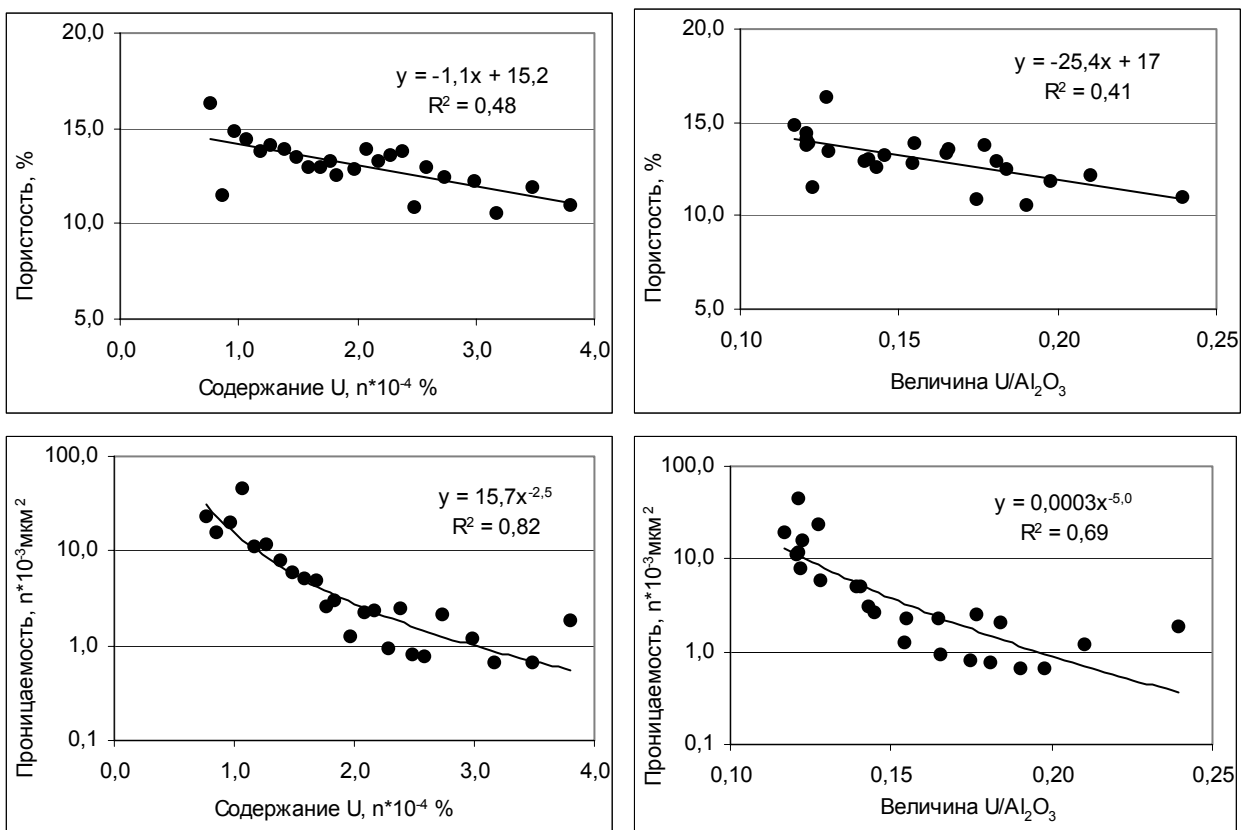 20,0
15,0
10,0
5,0
0,0
1,0
2,0
3,0
4,0
Пористость, %
Содержание U, n*10⁻⁴ %
y = -1,1x + 15,2
R² = 0,48
20,0
15,0
10,0
5,0
0,10
0,15
0,20
0,25
Пористость, %
Величина U/Al₂O₃
y = -25,4x + 17
R² = 0,41
100,0
10,0
1,0
0,1
0,0
1,0
2,0
3,0
4,0
Проницаемость, n*10⁻³мкм²
Содержание U, n*10⁻⁴ %
y = 15,7x⁻²,⁵
R² = 0,82
100,0
10,0
1,0
0,1
0,10
0,15
0,20
0,25
Проницаемость, n*10⁻³мкм²
Величина U/Al₂O₃
y = 0,0003x⁻⁵,⁰
R² = 0,69